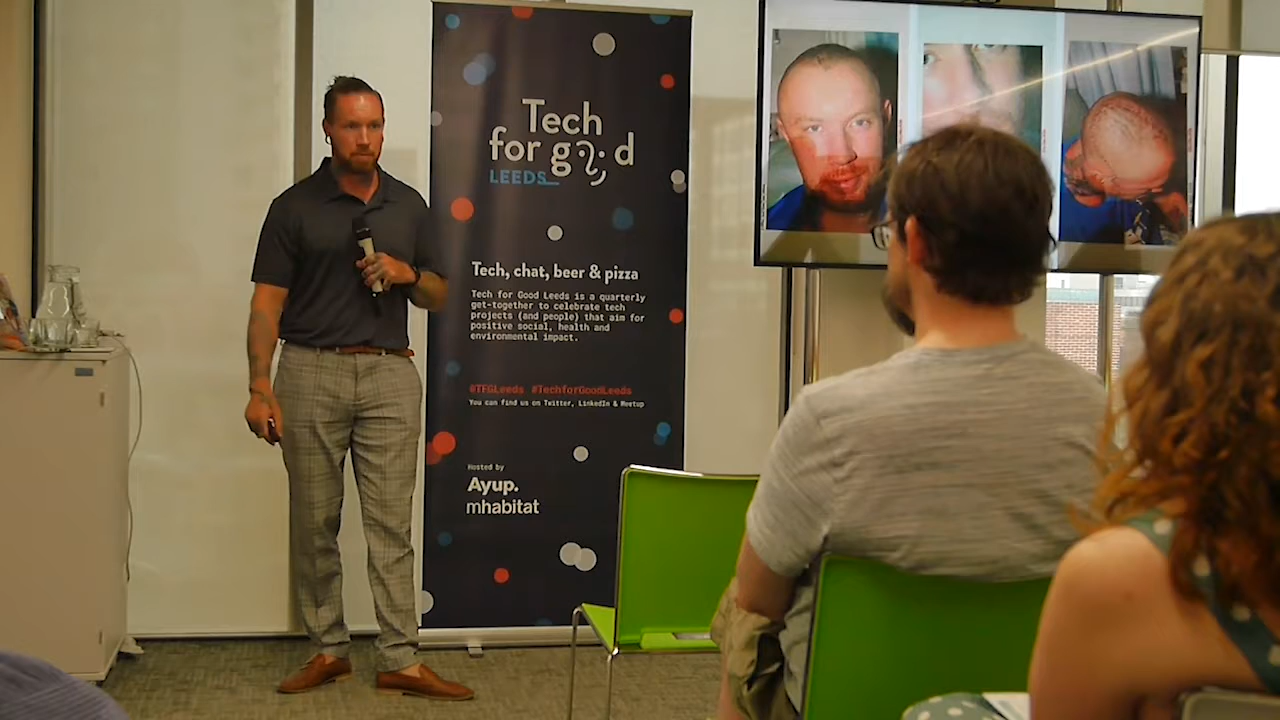 Tech
for good
LEEDS_
Tech, chat, beer & pizza
Tech for Good Leeds is a quarterly
get-together to celebrate tech
projects (and people) that aim for
positive social, health and
environmental impact.
#TFGLeeds #TechforGoodLeeds
You can find us on Twitter, LinkedIn & Meetup
Hosted by
Ayup.
mhabitat